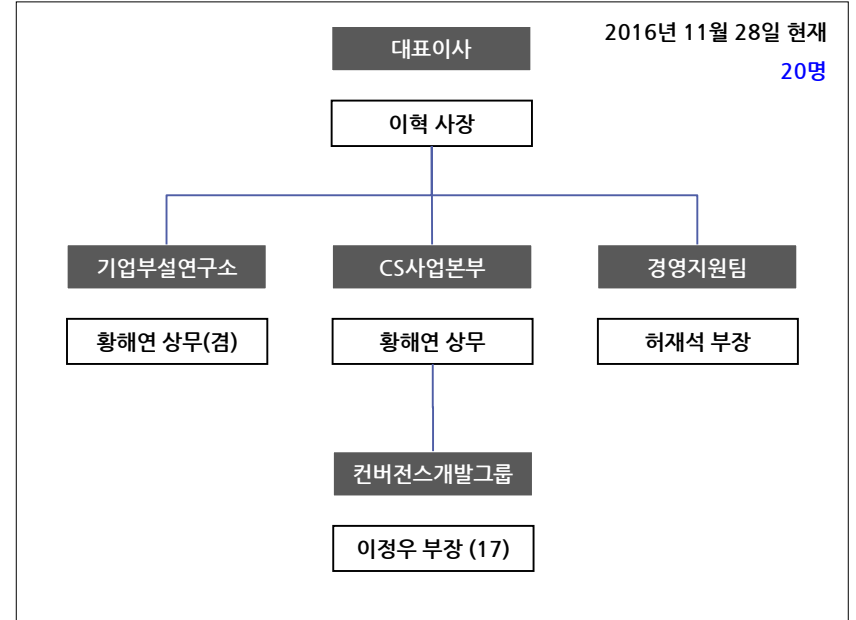 2016년 11월 28일 현재
20명
대표이사
이혁 사장
기업부설연구소
CS사업본부
경영지원팀
황해연 상무(겸)
황해연 상무
허재석 부장
컨버전스개발그룹
이정우 부장 (17)